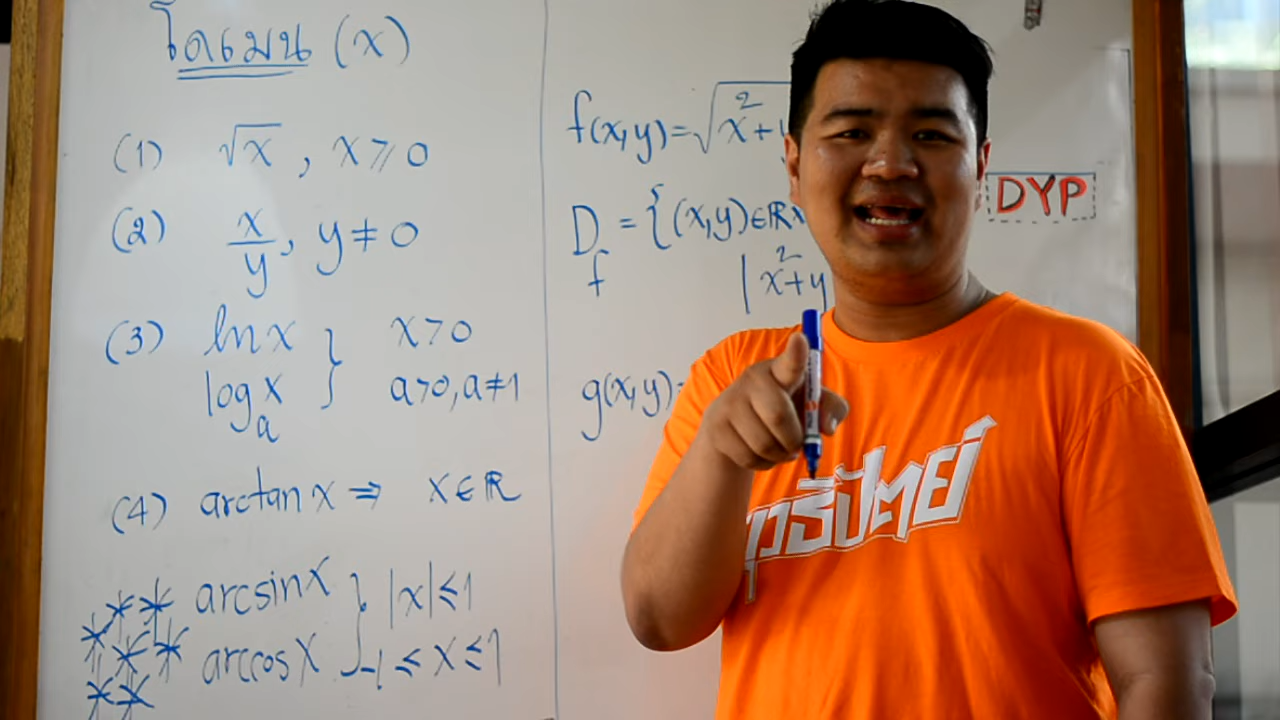 โดเมน (x)
(1) √x , x ⩾ 0
(2) x/y , y ≠ 0
(3) ln x } x > 0
logₐx } a > 0, a ≠ 1
(4) arctan x ⇒ x ∈ ℝ
arcsin x } |x| ≤ 1
arccos x } -1 ≤ x ≤ 1
f(x,y) = √x² + y
D_f = {(x,y) ∈ ℝ x
| x² + y
g(x,y) =
DYP